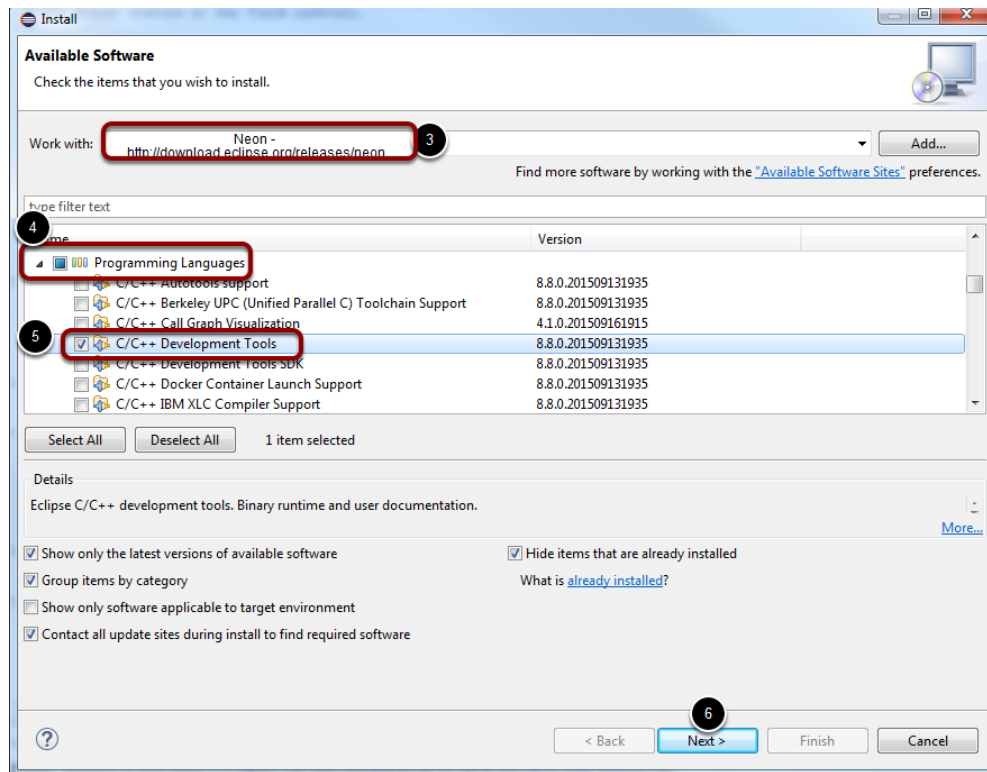 Install
Available Software
Check the items that you wish to install.
Work with:
Neon -
http://download.eclipse.org/releases/neon
3
Add...
Find more software by working with the "Available Software Sites" preferences.
type filter text
4
Version
Programming Languages
C/C++ Autotools support 8.8.0.201509131935
C/C++ Berkeley UPC (Unified Parallel C) Toolchain Support 8.8.0.201509131935
C/C++ Call Graph Visualization 4.1.0.201509161915
5
C/C++ Development Tools 8.8.0.201509131935
C/C++ Development Tools SDK 8.8.0.201509131935
C/C++ Docker Container Launch Support 8.8.0.201509131935
C/C++ IBM XLC Compiler Support 8.8.0.201509131935
Select All Deselect All 1 item selected
Details
Eclipse C/C++ development tools. Binary runtime and user documentation.
More...
Show only the latest versions of available software Hide items that are already installed
Group items by category What is already installed?
Show only software applicable to target environment
Contact all update sites during install to find required software
6
? < Back Next > Finish Cancel